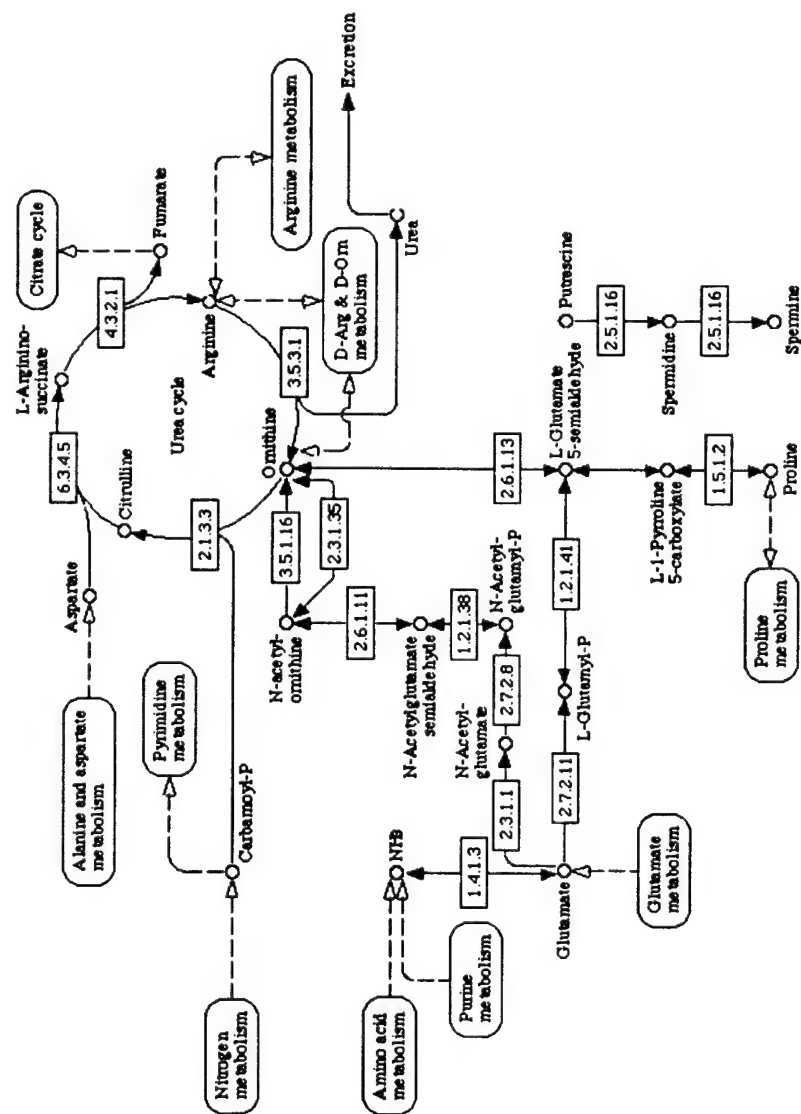 Nitrogen
metabolism
Alanine and aspartate
metabolism
Aspartate
Pyrimidine
metabolism
Carbamoyl-P
2.1.3.3
Citrulline
6.3.4.5
L-Arginino-
succinate
4.3.2.1
Citrate cycle
Fumarate
Urea cycle
Arginine
Arginine metabolism
D-Arg & D-Orn
metabolism
3.5.3.1
Urea
Excretion
Ornithine
3.5.1.16
2.3.1.35
N-acetyl-
ornithine
2.6.1.11
N-Acetylglutamate
semialdehyde
1.2.1.38
N-Acetyl-
glutamyl-P
2.7.2.8
N-Acetyl-
glutamate
2.3.1.1
Amino acid
metabolism
Purine
metabolism
NH3
1.4.1.3
Glutamate
Glutamate
metabolism
2.7.2.11
L-Glutamyl-P
1.2.1.41
2.6.1.13
L-Glutamate
5-semialdehyde
L-1-Pyrroline
5-carboxylate
1.5.1.2
Proline
Proline
metabolism
Putrascine
2.5.1.16
Spermidine
2.5.1.16
Spermine